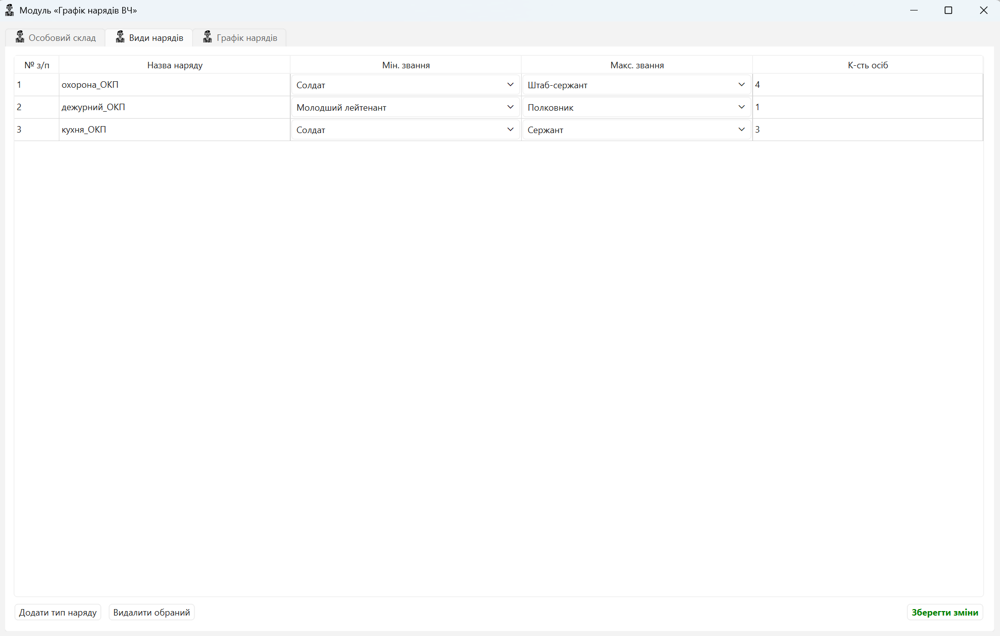 Модуль «Графік нарядів ВЧ»
Особовий склад Види нарядів Графік нарядів
№ з/п Назва наряду Мін. звання Макс. звання К-сть осіб
1 охорона_ОКП Солдат Штаб-сержант 4
2 дежурний_ОКП Молодший лейтенант Полковник 1
3 кухня_ОКП Солдат Сержант 3
Додати тип наряду Видалити обраний Зберегти зміни